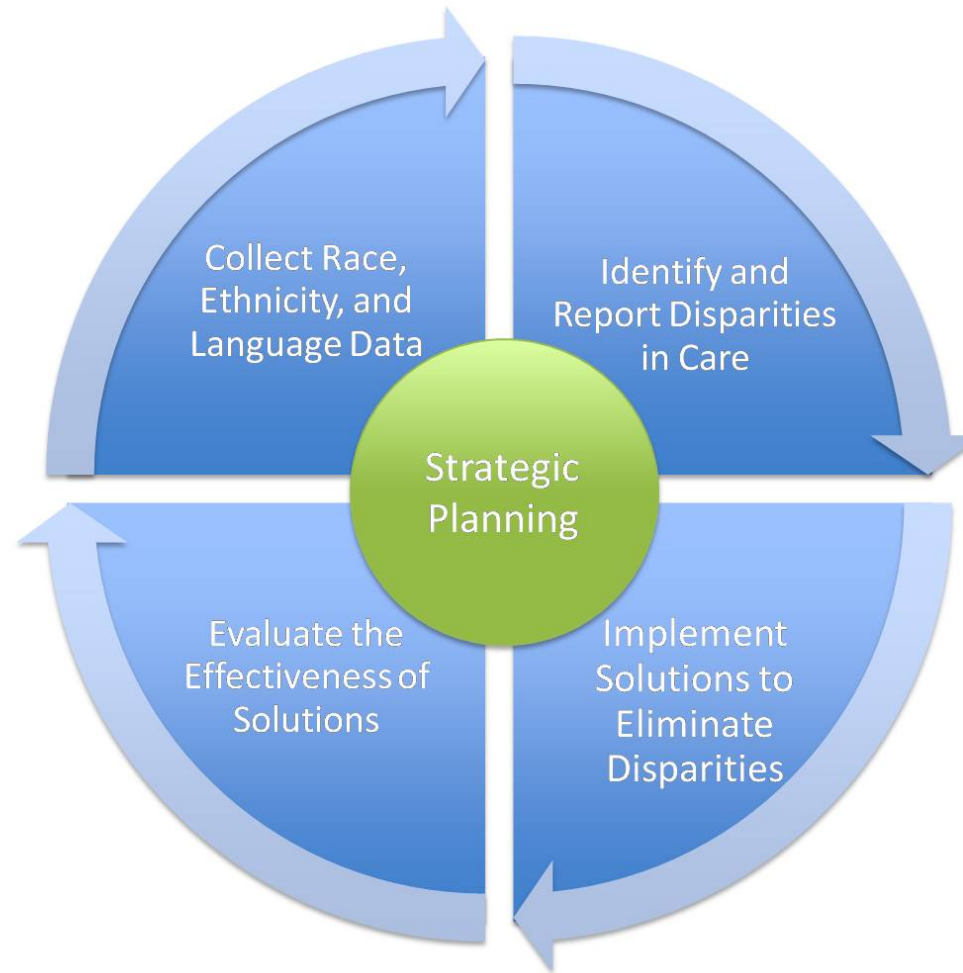 Collect Race,
Ethnicity, and
Language Data
Identify and
Report Disparities
in Care
Strategic
Planning
Evaluate the
Effectiveness of
Solutions
Implement
Solutions to
Eliminate
Disparities